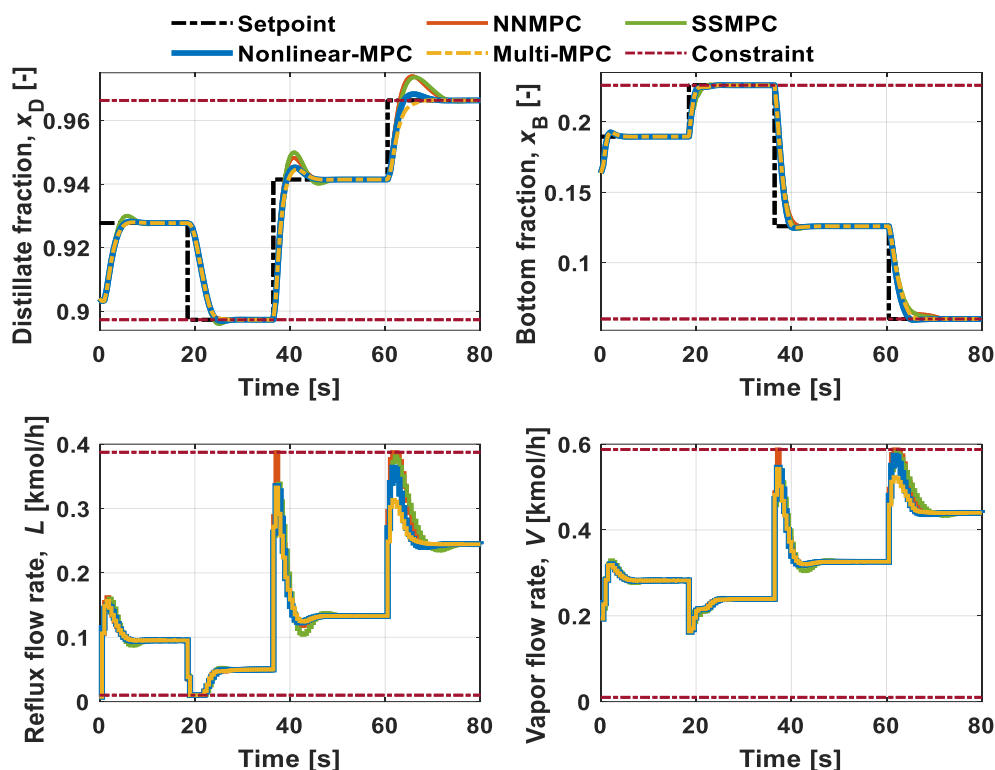 Setpoint NNMPC SSMPC
Nonlinear-MPC Multi-MPC Constraint
Distillate fraction, x_D [-]
0.96
0.94
0.92
0.9
0 20 40 60 80
Time [s]
Bottom fraction, x_B [-]
0.2
0.15
0.1
0 20 40 60 80
Time [s]
Reflux flow rate, L [kmol/h]
0.4
0.3
0.2
0.1
0
0 20 40 60 80
Time [s]
Vapor flow rate, V [kmol/h]
0.6
0.4
0.2
0
0 20 40 60 80
Time [s]